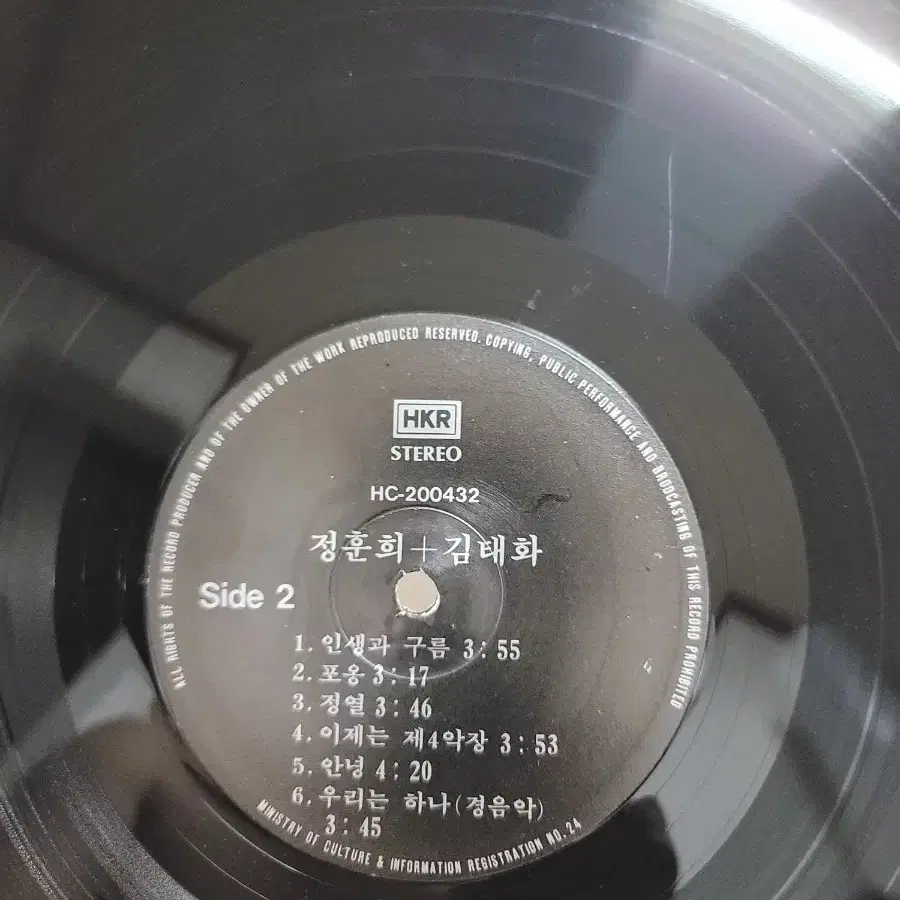 ALL RIGHTS OF THE RECORD PRODUCER AND OF THE OWNER OF THE WORK REPRODUCED RESERVED. COPYING, PUBLIC PERFORMANCE AND BRODCASTING OF THIS RECORD PROHIBITED
HKR
STEREO
HC-200432
정훈희+김태화
Side 2
1. 인생과 구름 3:55
2. 포옹 3:17
3. 정열 3:46
4. 이제는 제4악장 3:53
5. 안녕 4:20
6. 우리는 하나(경음악)
3:45
MINISTRY OF CULTURE & INFORMATION REGISTRATION NO. 24